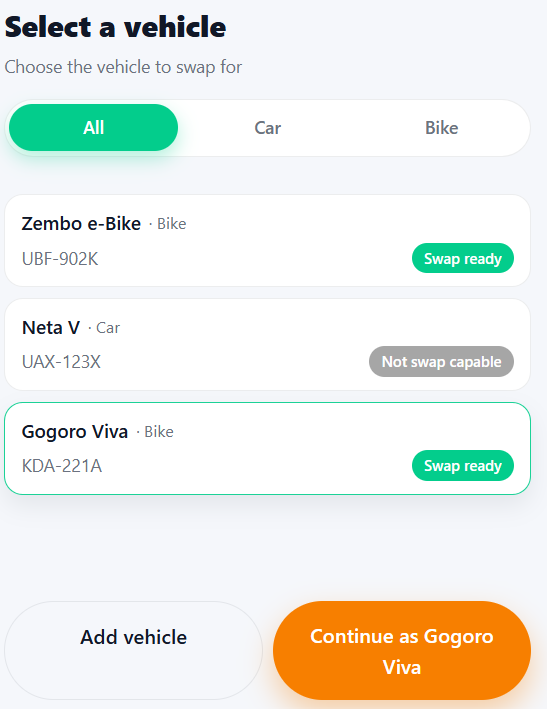 Select a vehicle
Choose the vehicle to swap for
All Car Bike
Zembo e-Bike · Bike
UBF-902K Swap ready
Neta V · Car
UAX-123X Not swap capable
Gogoro Viva · Bike
KDA-221A Swap ready
Add vehicle
Continue as Gogoro
Viva